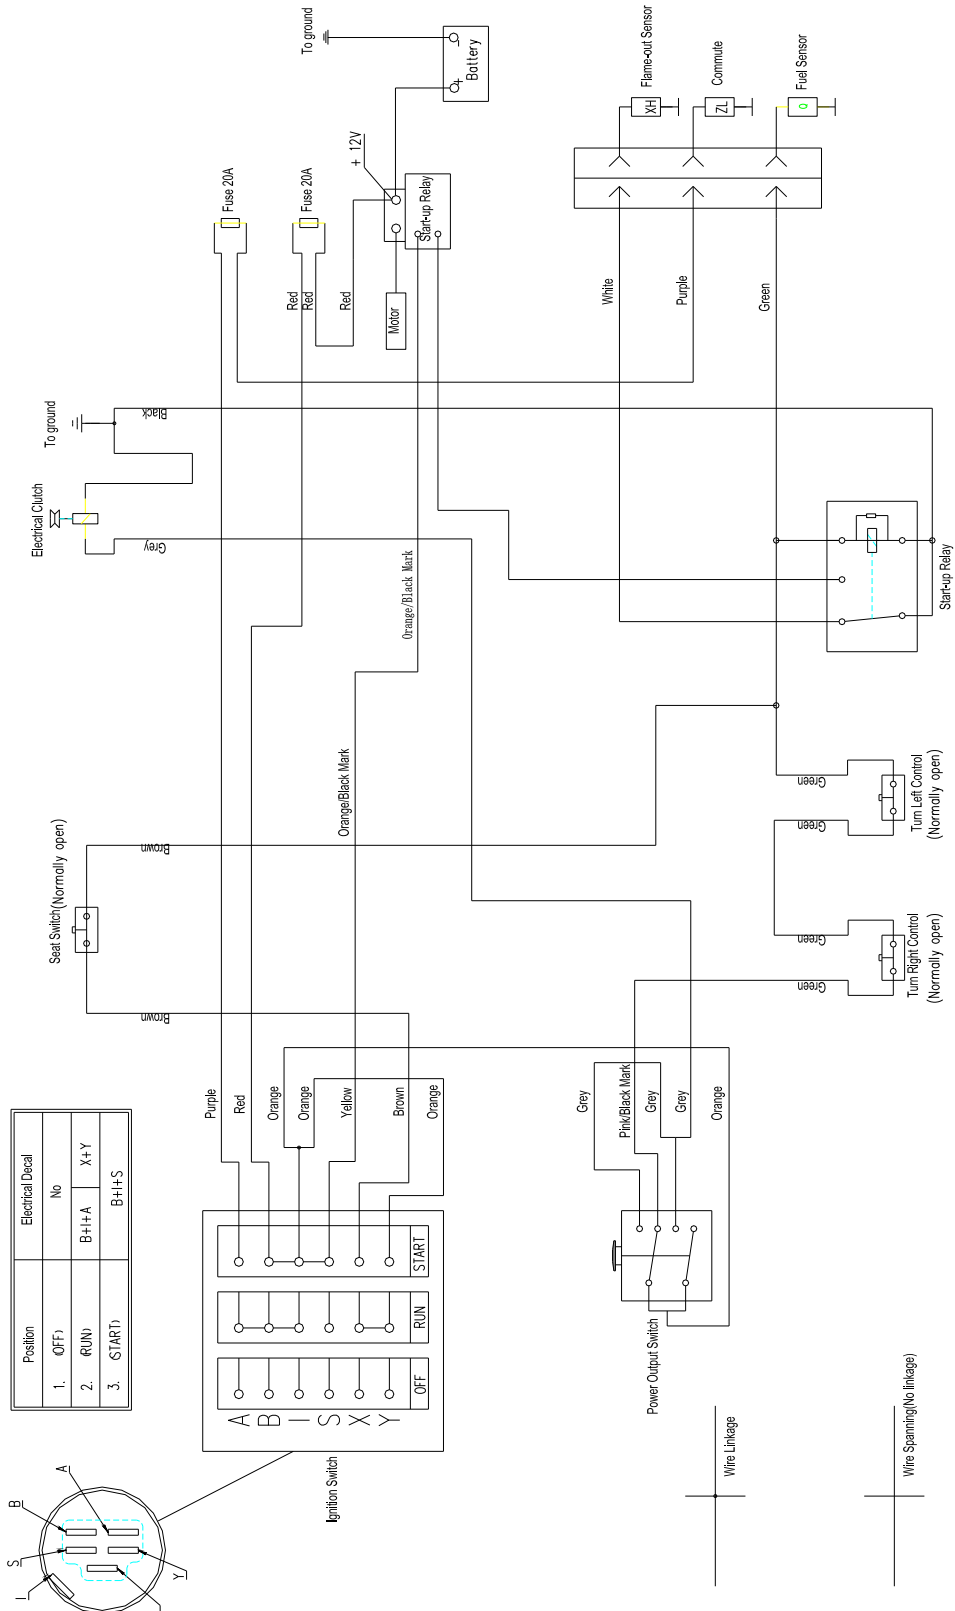 To ground
Battery
+
-
+ 12V
Fuse 20A
Fuse 20A
Start-up Relay
Motor
Red
Red
Red
Flame-out Sensor
XH
Commute
ZL
Fuel Sensor
Q
White
Purple
Green
To ground
Black
Electrical Clutch
Grey
Orange/Black Mark
Orange/Black Mark
Start-up Relay
Seat Switch(Normally open)
Brown
Brown
Green
Green
Turn Left Control
(Normally open)
Green
Green
Turn Right Control
(Normally open)
Purple
Red
Orange
Orange
Yellow
Brown
Orange
Grey
Pink/Black Mark
Grey
Grey
Orange
Power Output Switch
Position
Electrical Decal
1. (OFF)
No
2. (RUN)
B+I+A
X+Y
3. (START)
B+I+S
START
RUN
OFF
A
B
I
S
X
Y
Ignition Switch
A
B
S
I
Y
Wire Linkage
Wire Spanning(No linkage)